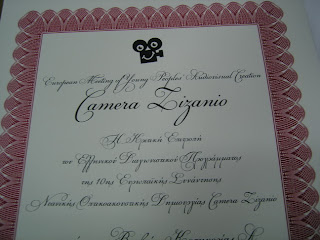 European Meeting of Young Peoples' Audiovisual Creation
Camera Zizanio
Η Κριτική Επιτροπή
του Ελληνικού Διαγωνιστικού Προγράμματος
της 10ης Ευρωπαϊκής Συνάντησης
Νεανικής Οπτικοακουστικής Δημιουργίας Camera Zizanio